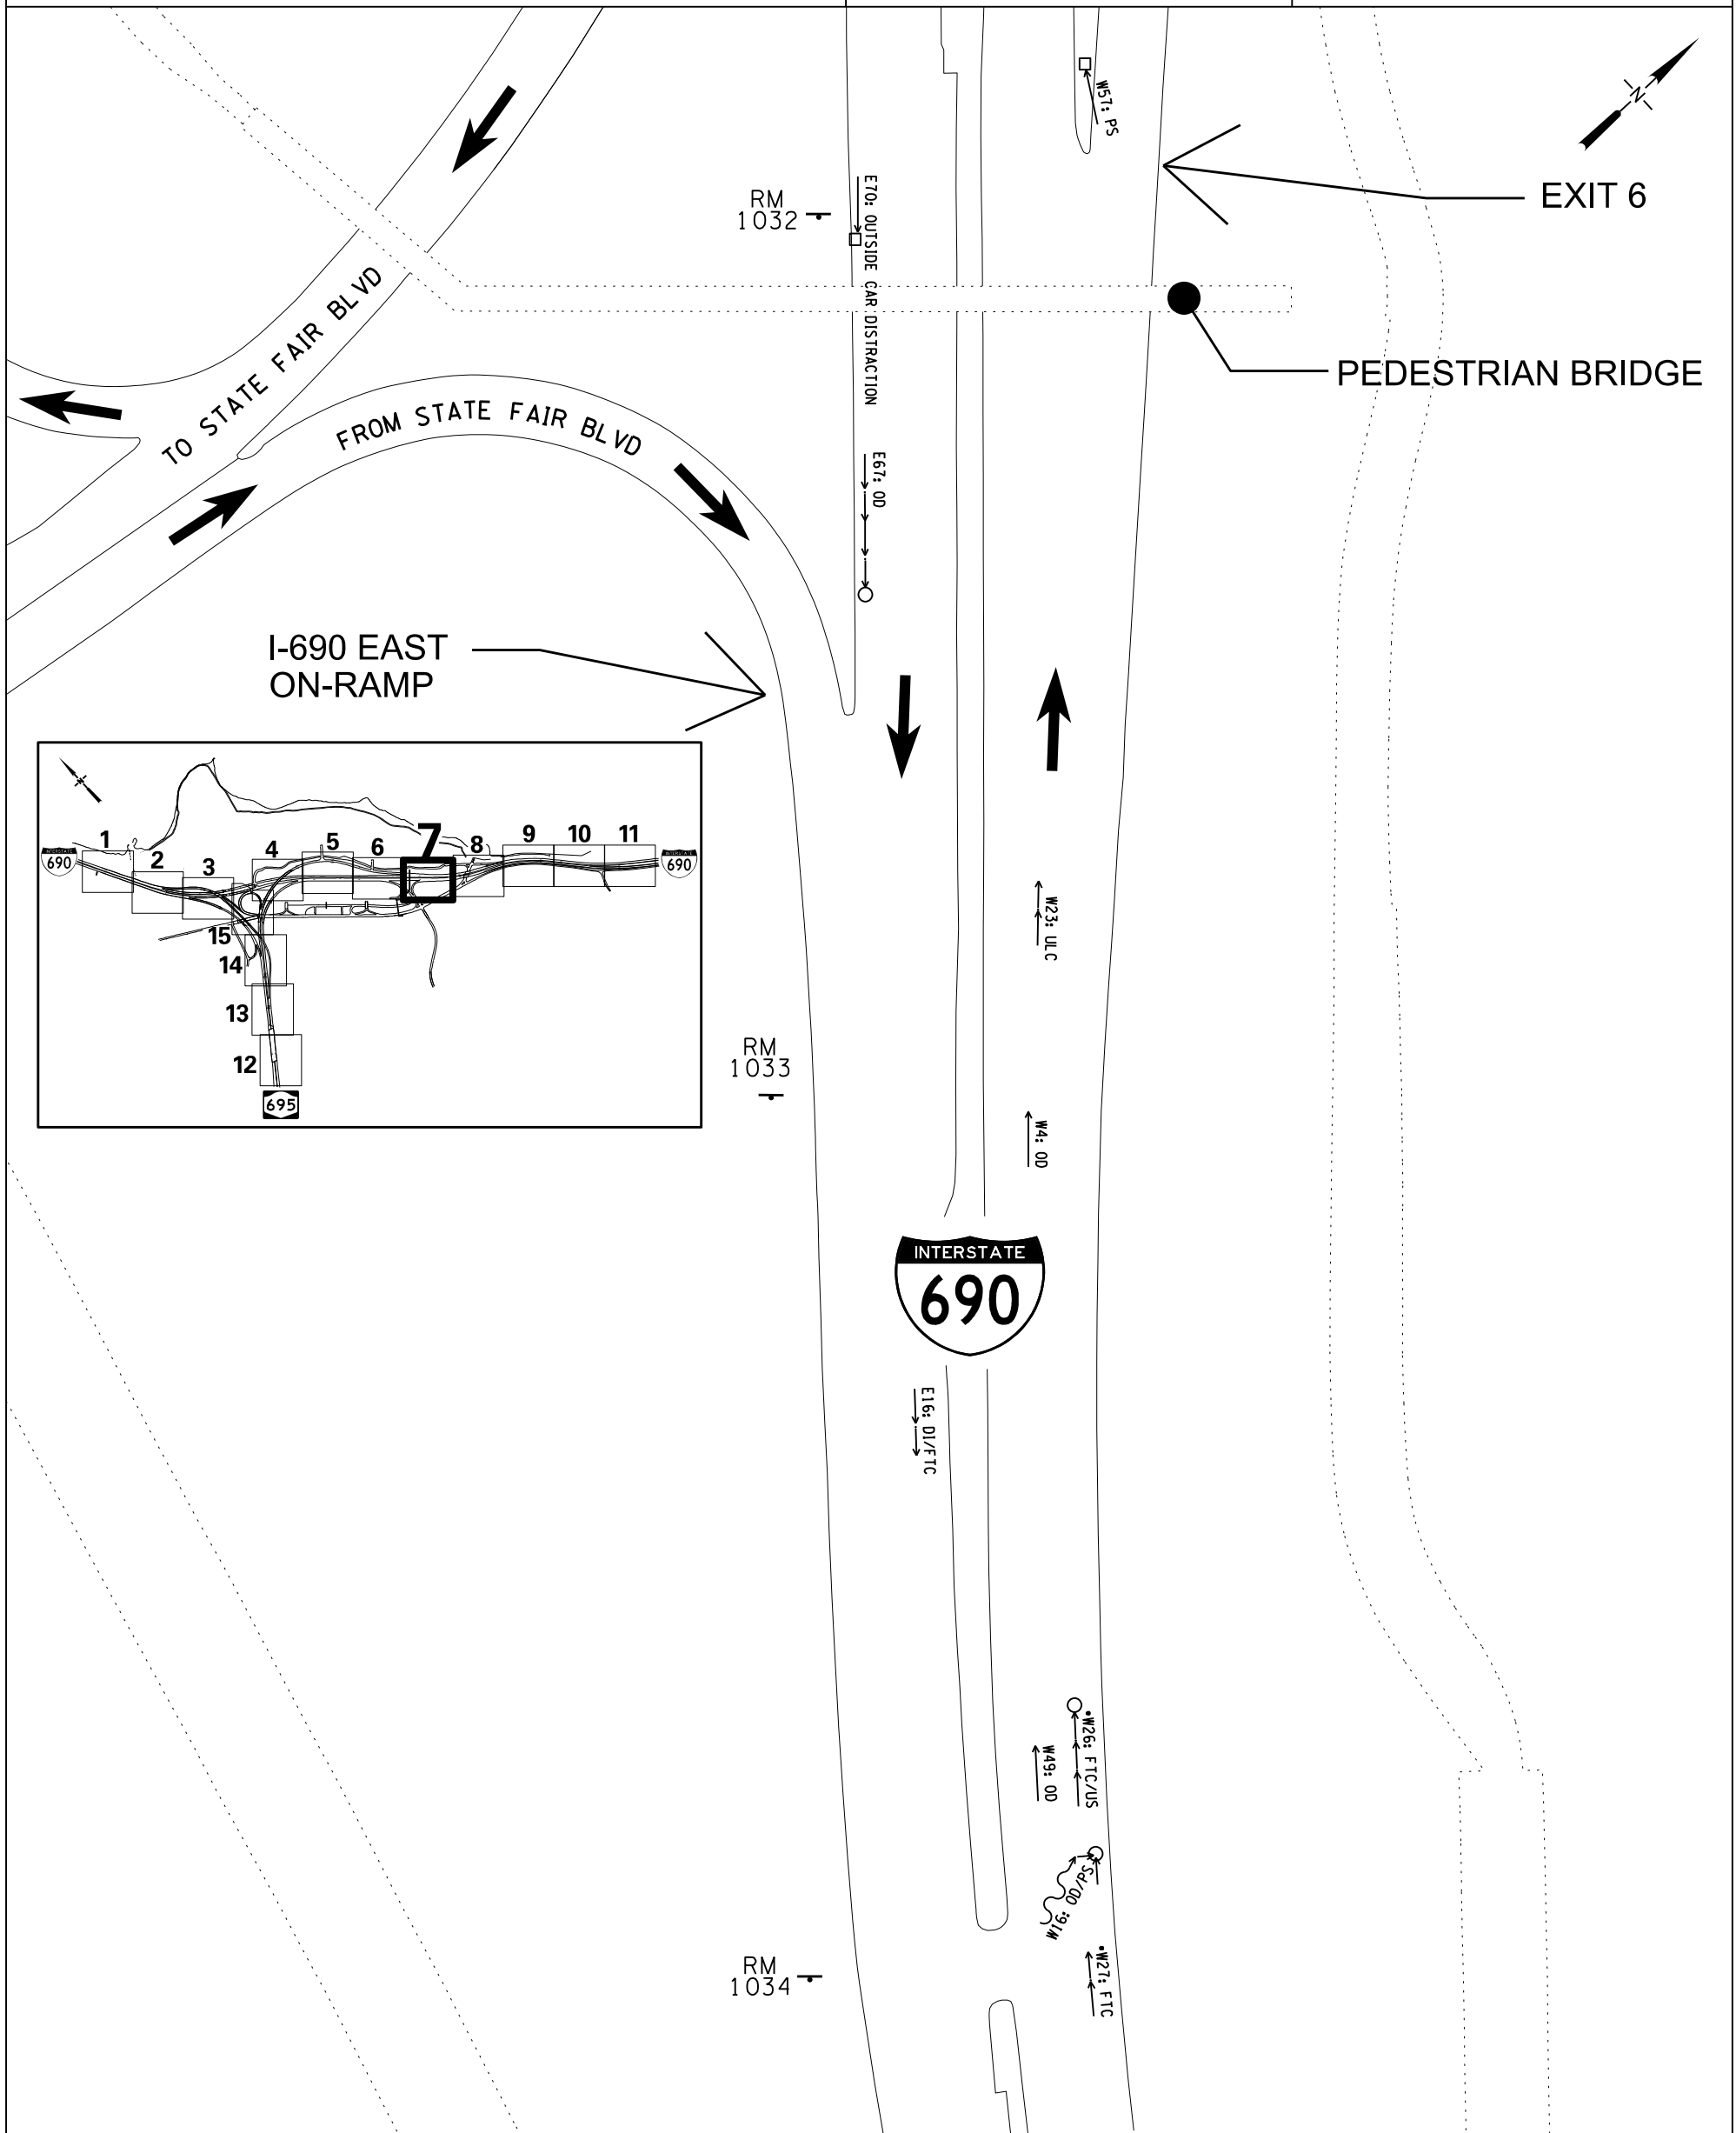 W57: PS
N
EXIT 6
RM
1032
E70: OUTSIDE CAR DISTRACTION
PEDESTRIAN BRIDGE
TO STATE FAIR BLVD
FROM STATE FAIR BLVD
E67: OD
I-690 EAST
ON-RAMP
N
1
2
3
4
5
6
7
8
9
10
11
INTERSTATE
690
INTERSTATE
690
15
14
13
12
695
W23: ULC
RM
1033
W4: OD
INTERSTATE
690
E16: DI/FTC
•W26: FTC/US
W49: OD
W16: OD/PS
•W27: FTC
RM
1034